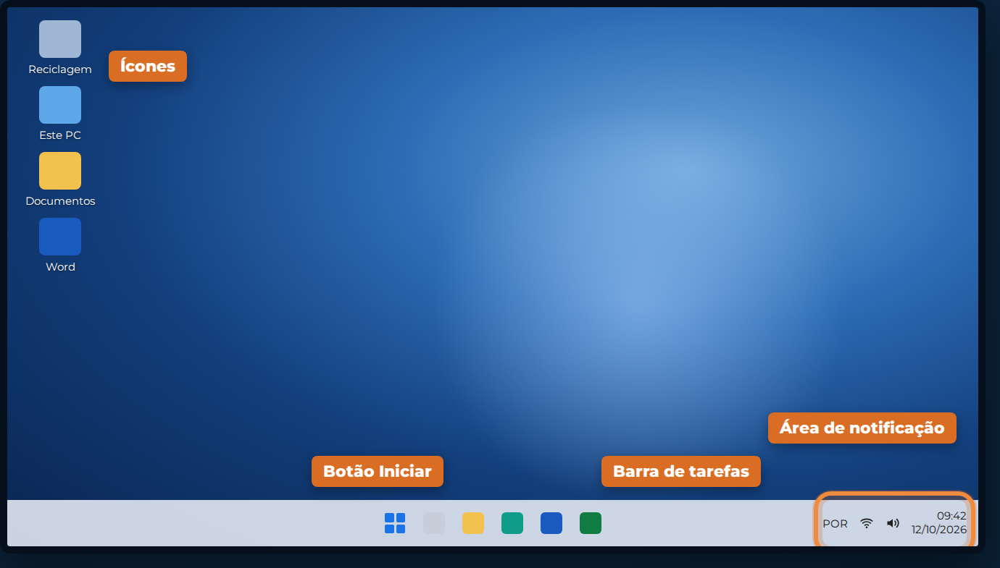 Reciclagem
Ícones
Este PC
Documentos
Word
Área de notificação
Botão Iniciar
Barra de tarefas
POR
09:42
12/10/2026